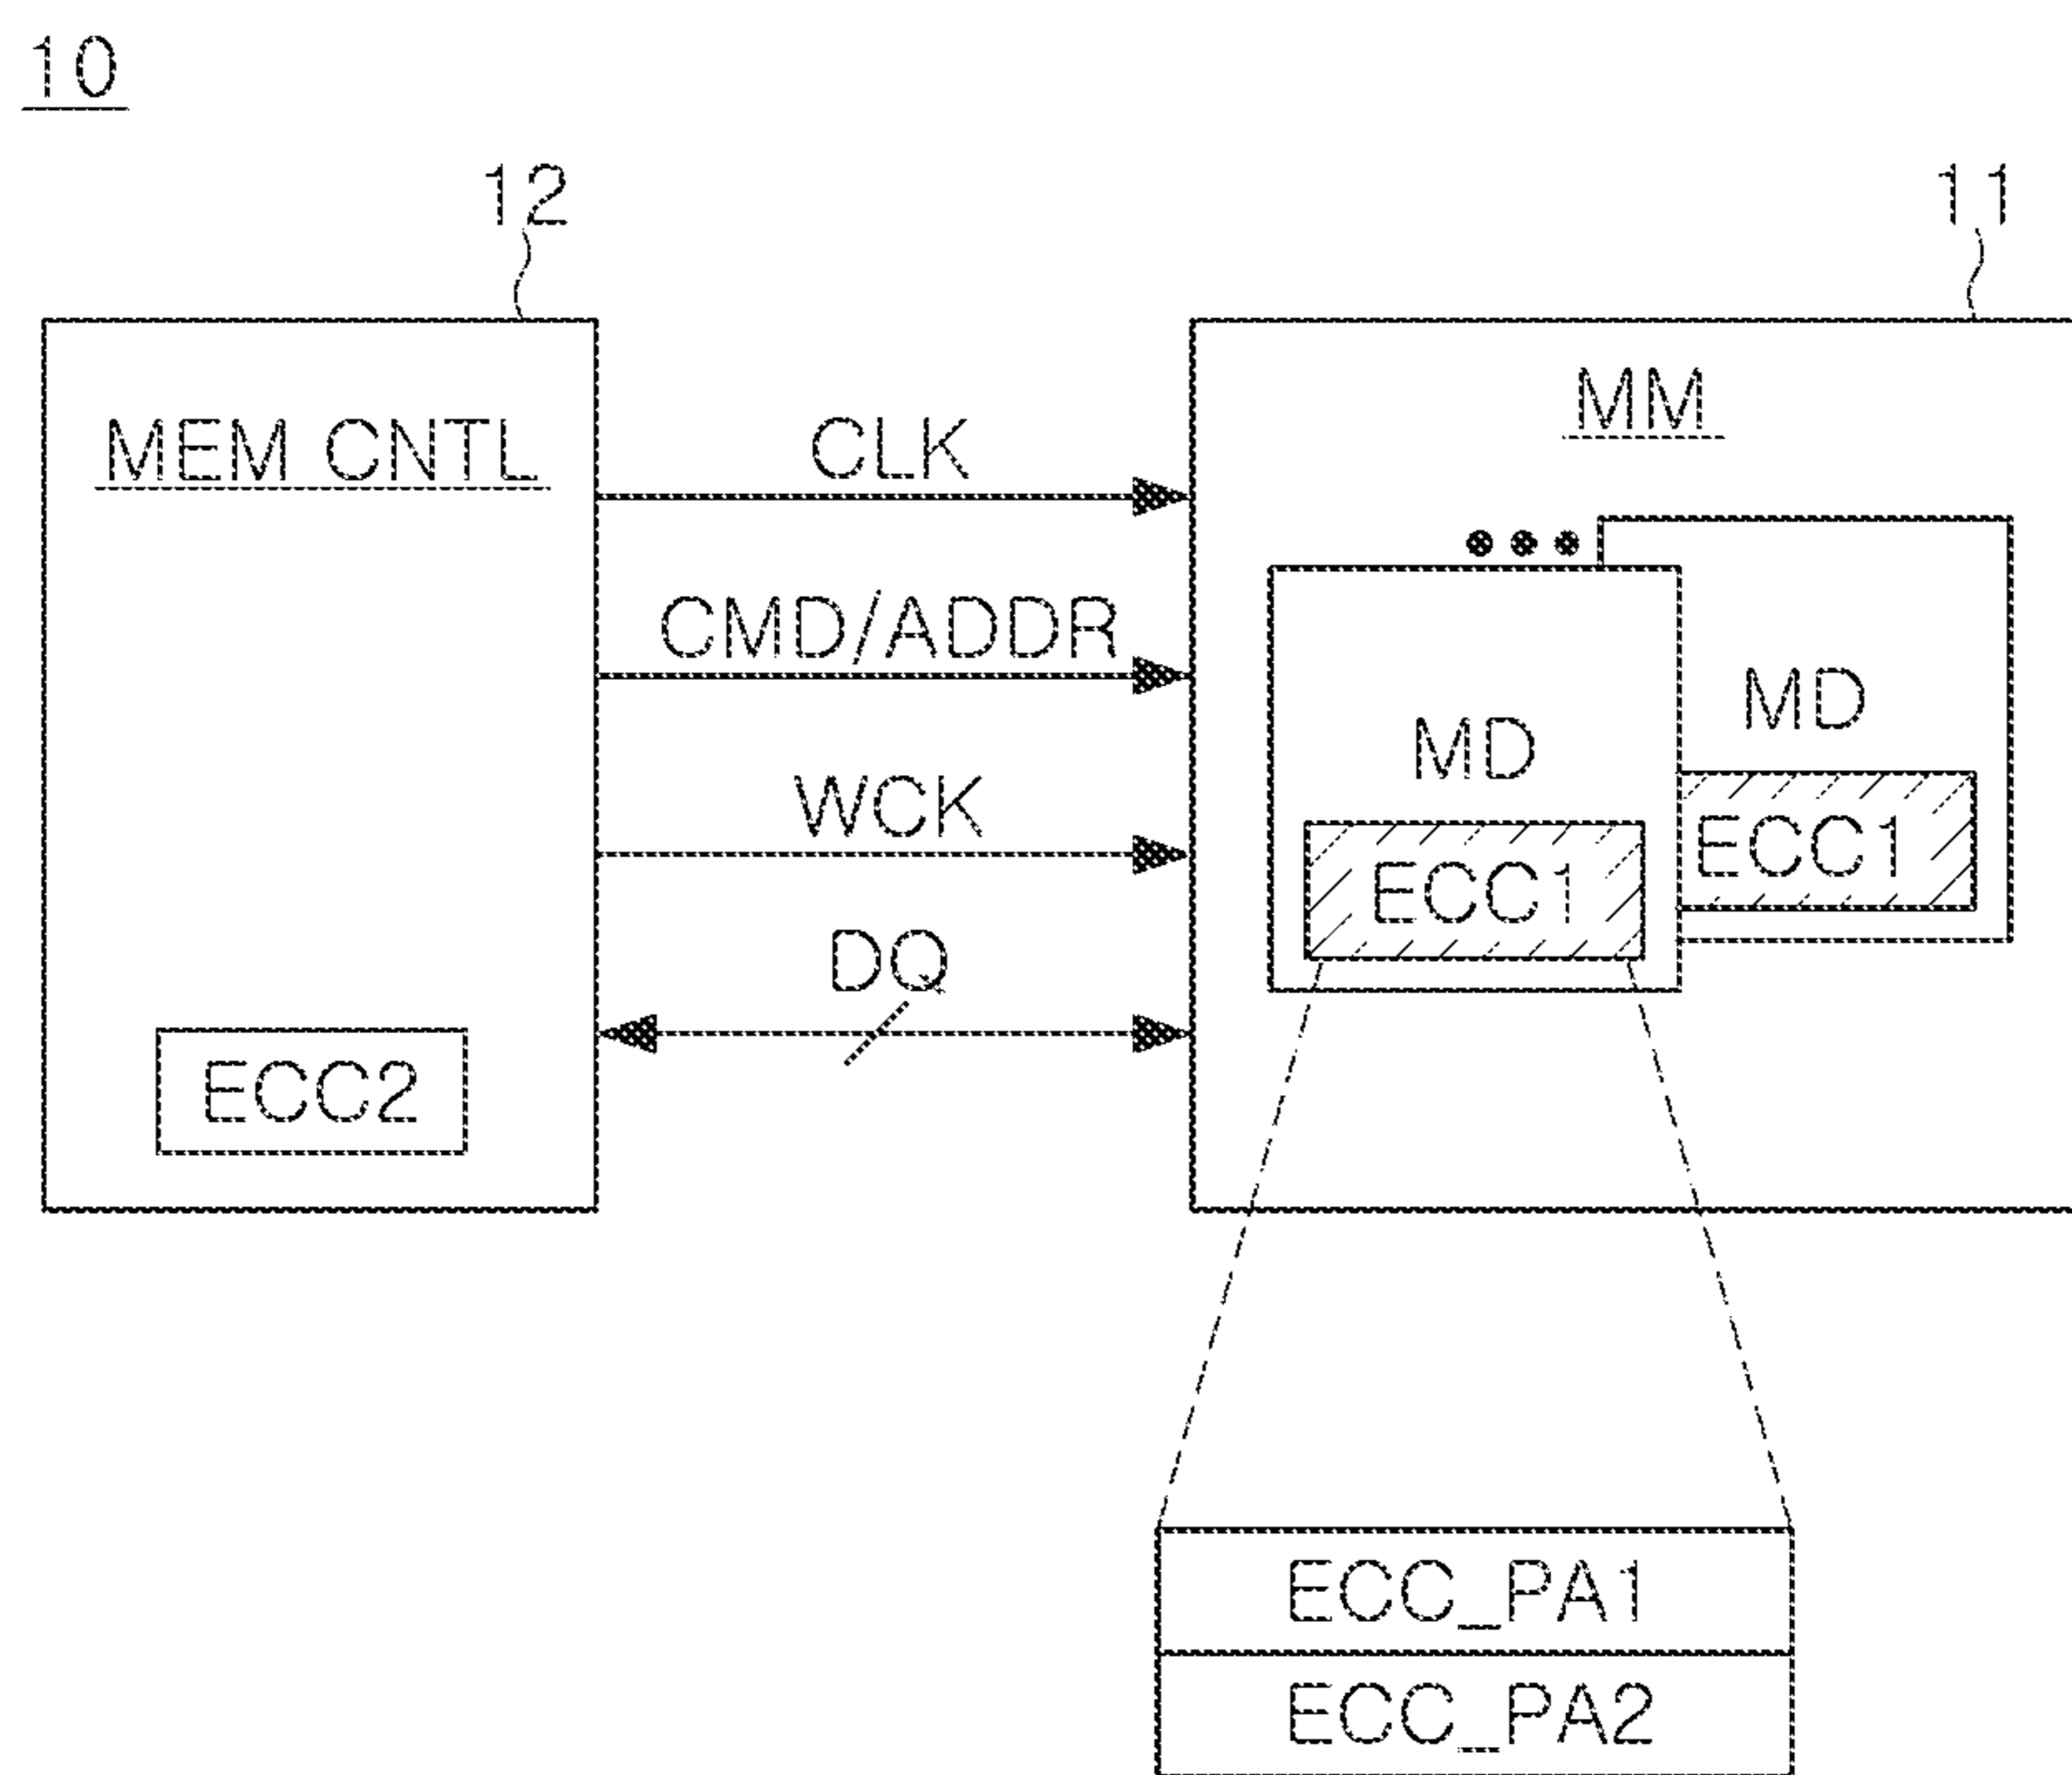 10
12
11
MEM CNTL
CLK
MM
CMD/ADDR
MD
MD
WCK
ECC1
ECC1
DQ
ECC2
ECC_PA1
ECC_PA2